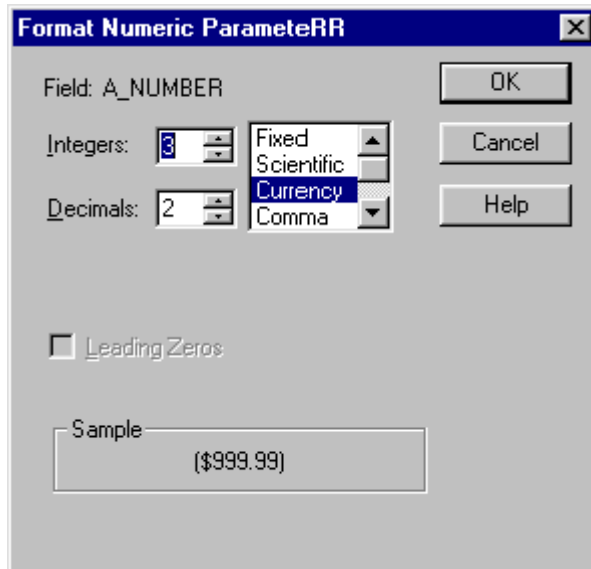 Format Numeric ParameteRR
Field: A_NUMBER
OK
Integers: 3
Fixed
Scientific
Currency
Comma
Cancel
Decimals: 2
Help
Leading Zeros
Sample
($999.99)